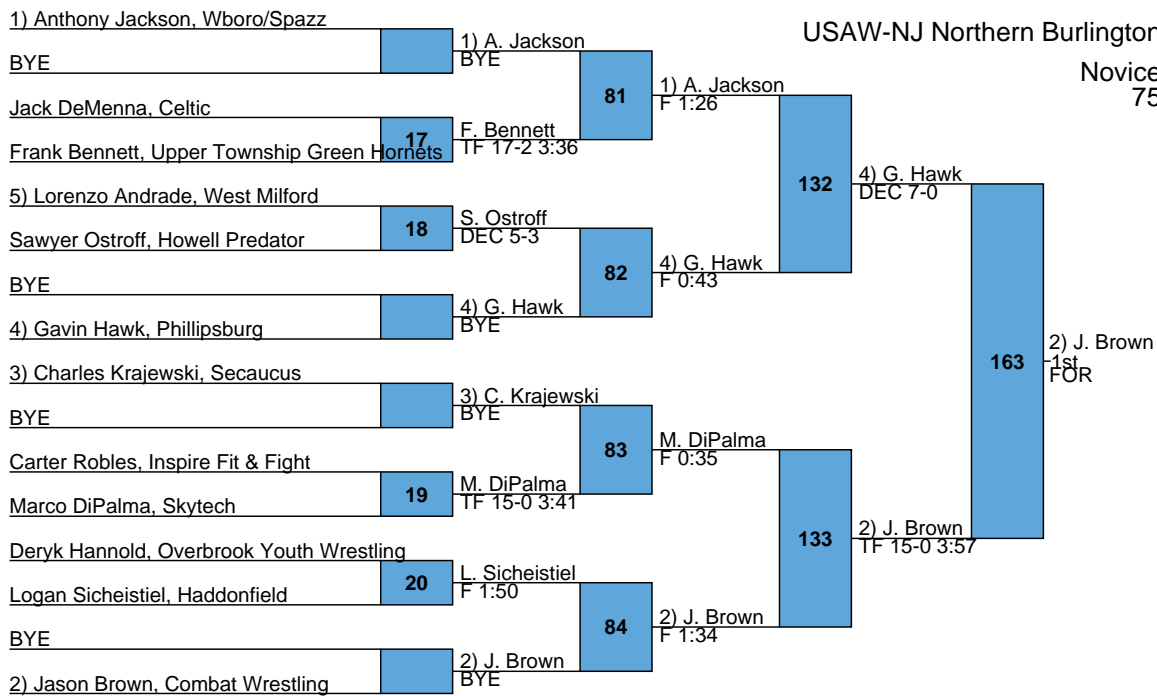 USAW-NJ Northern Burlington
Novice
75
1) Anthony Jackson, Wboro/Spazz
BYE
Jack DeMenna, Celtic
17
Frank Bennett, Upper Township Green Hornets
5) Lorenzo Andrade, West Milford
18
Sawyer Ostroff, Howell Predator
BYE
4) Gavin Hawk, Phillipsburg
3) Charles Krajewski, Secaucus
BYE
Carter Robles, Inspire Fit & Fight
19
Marco DiPalma, Skytech
Deryk Hannold, Overbrook Youth Wrestling
20
Logan Sicheistiel, Haddonfield
BYE
2) Jason Brown, Combat Wrestling
1) A. Jackson
BYE
81
F. Bennett
TF 17-2 3:36
S. Ostroff
DEC 5-3
82
4) G. Hawk
BYE
3) C. Krajewski
BYE
83
M. DiPalma
TF 15-0 3:41
L. Sicheistiel
F 1:50
84
2) J. Brown
BYE
1) A. Jackson
F 1:26
132
4) G. Hawk
F 0:43
M. DiPalma
F 0:35
133
2) J. Brown
F 1:34
4) G. Hawk
DEC 7-0
163
2) J. Brown
TF 15-0 3:57
2) J. Brown
1st
FOR